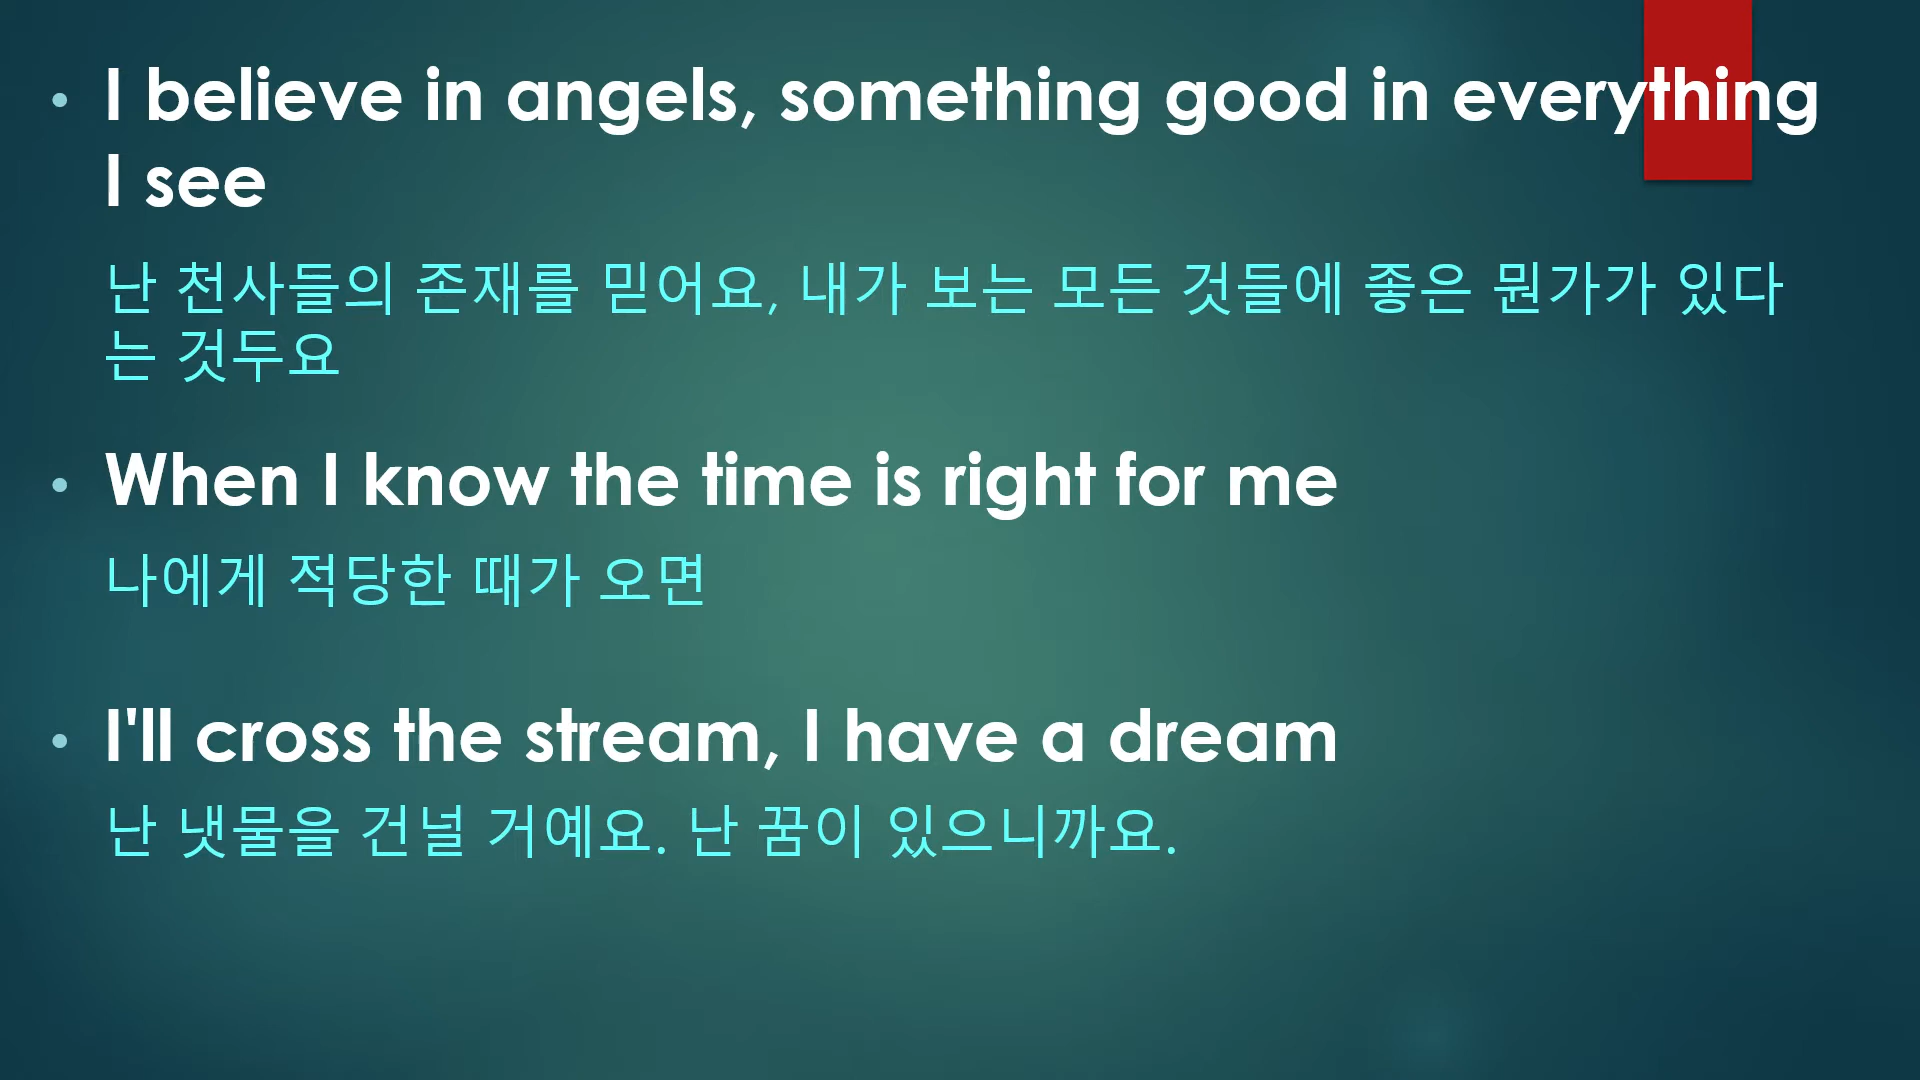 I believe in angels, something good in everything
I see
난 천사들의 존재를 믿어요, 내가 보는 모든 것들에 좋은 뭔가가 있다
는 것두요
When I know the time is right for me
나에게 적당한 때가 오면
I'll cross the stream, I have a dream
난 냇물을 건널 거예요. 난 꿈이 있으니까요.